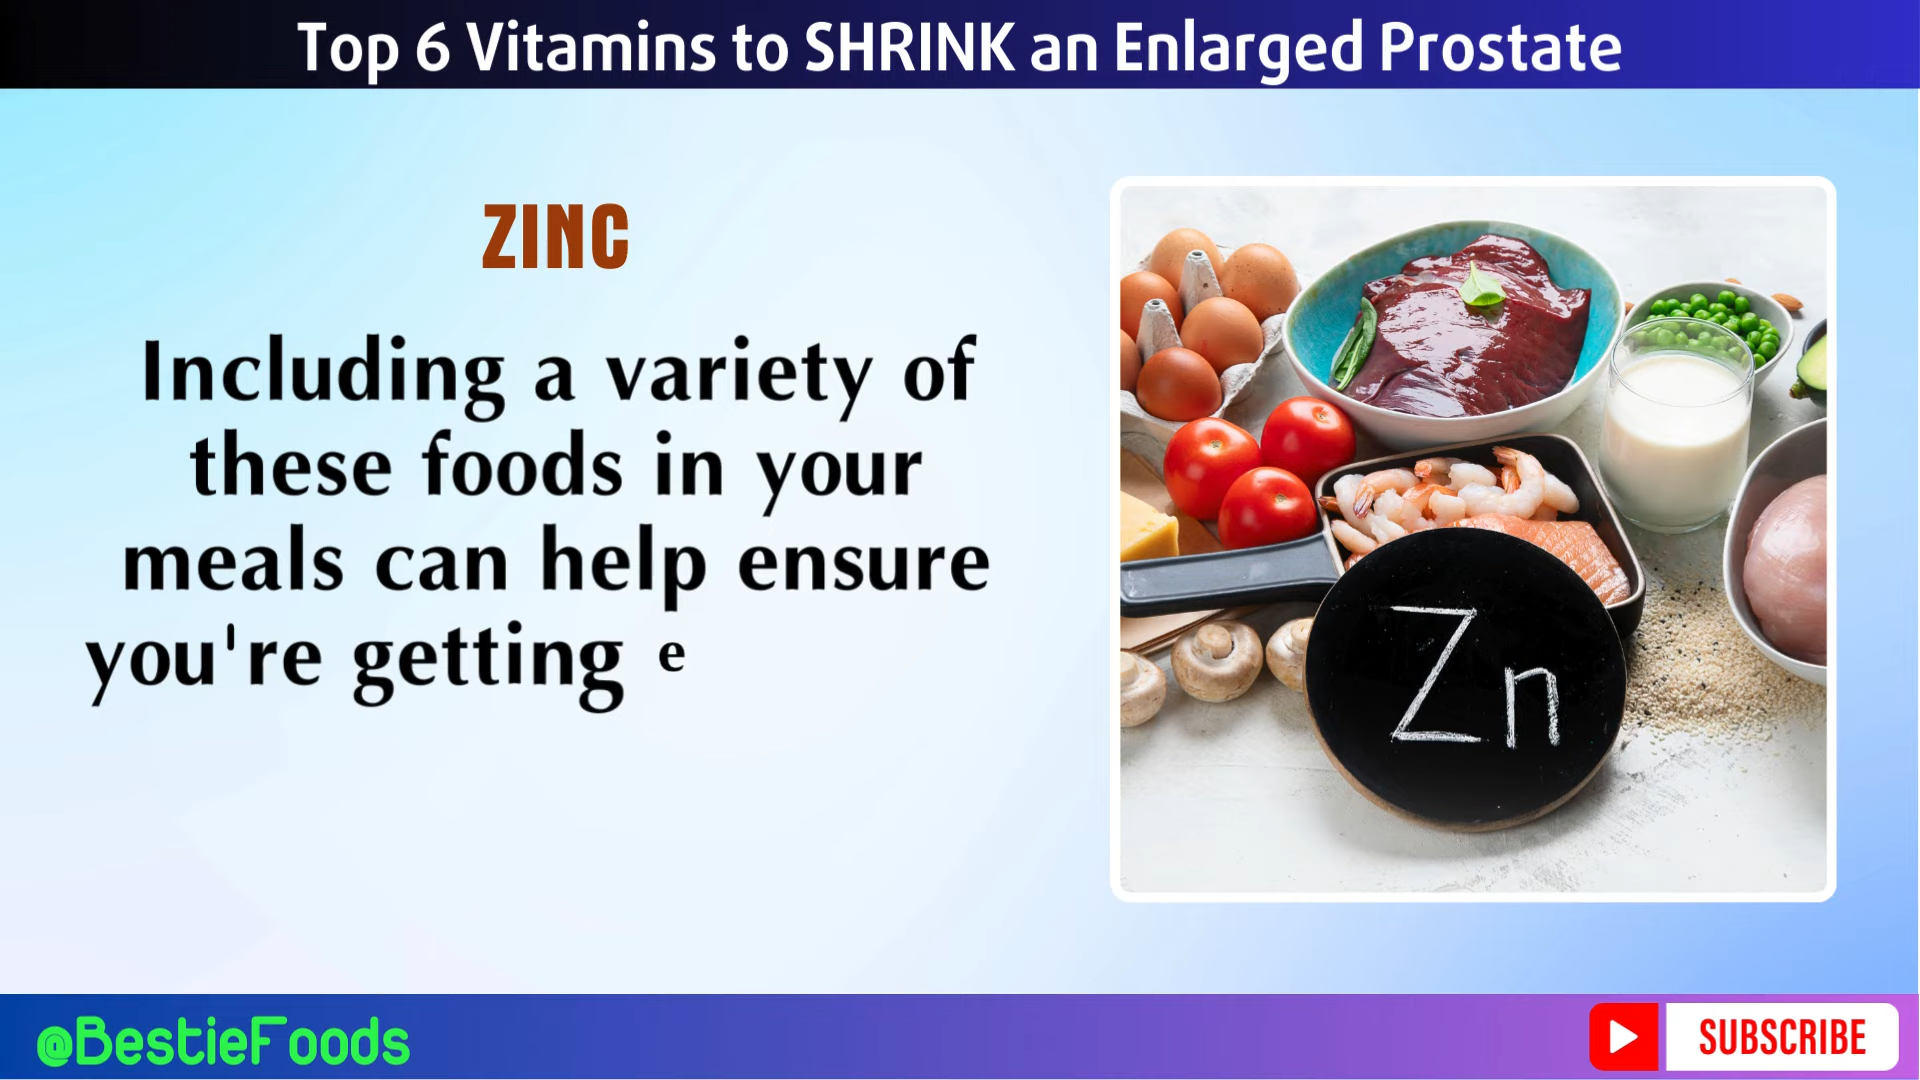 Top 6 Vitamins to SHRINK an Enlarged Prostate
ZINC
Including a variety of
these foods in your
meals can help ensure
you're getting e
Zn
@BestieFoods
SUBSCRIBE